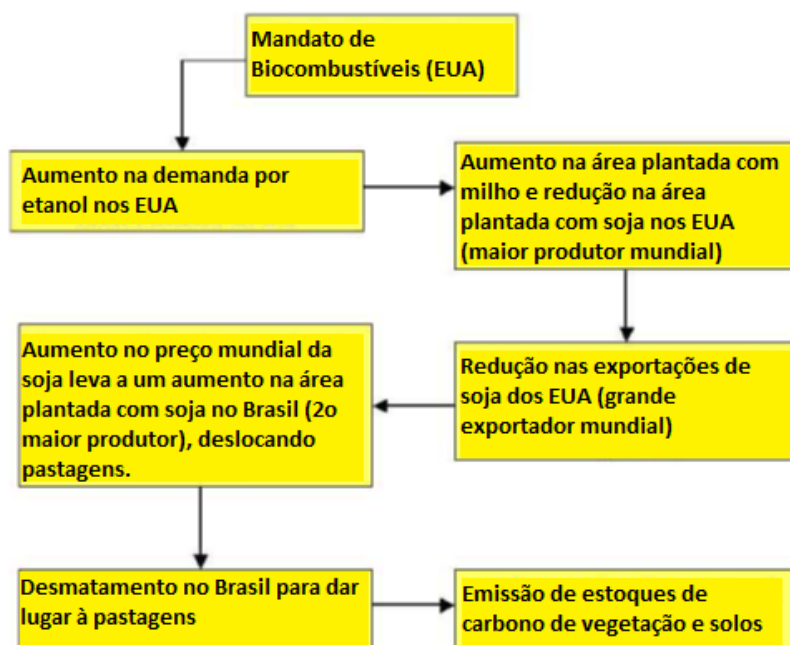 Mandato de
Biocombustíveis (EUA)
Aumento na demanda por
etanol nos EUA
Aumento na área plantada com
milho e redução na área
plantada com soja nos EUA
(maior produtor mundial)
Redução nas exportações de
soja dos EUA (grande
exportador mundial)
Aumento no preço mundial da
soja leva a um aumento na área
plantada com soja no Brasil (2o
maior produtor), deslocando
pastagens.
Desmatamento no Brasil para dar
lugar à pastagens
Emissão de estoques de
carbono de vegetação e solos